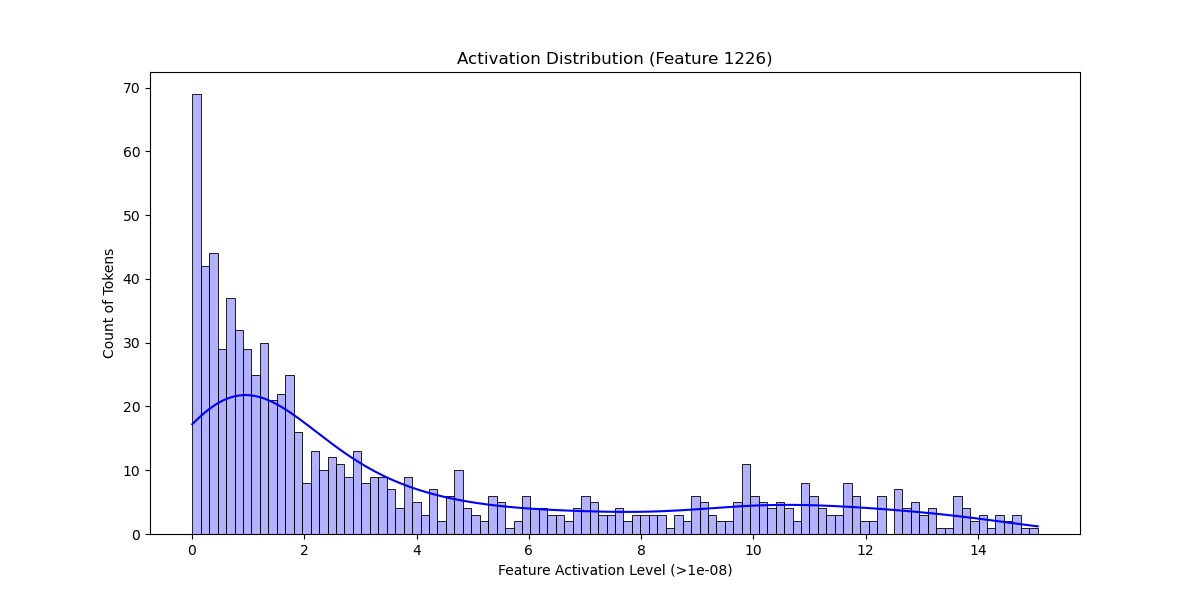 Activation Distribution (Feature 1226)
70
60
50
40
30
20
10
0
Count of Tokens
0 2 4 6 8 10 12 14
Feature Activation Level (>1e-08)